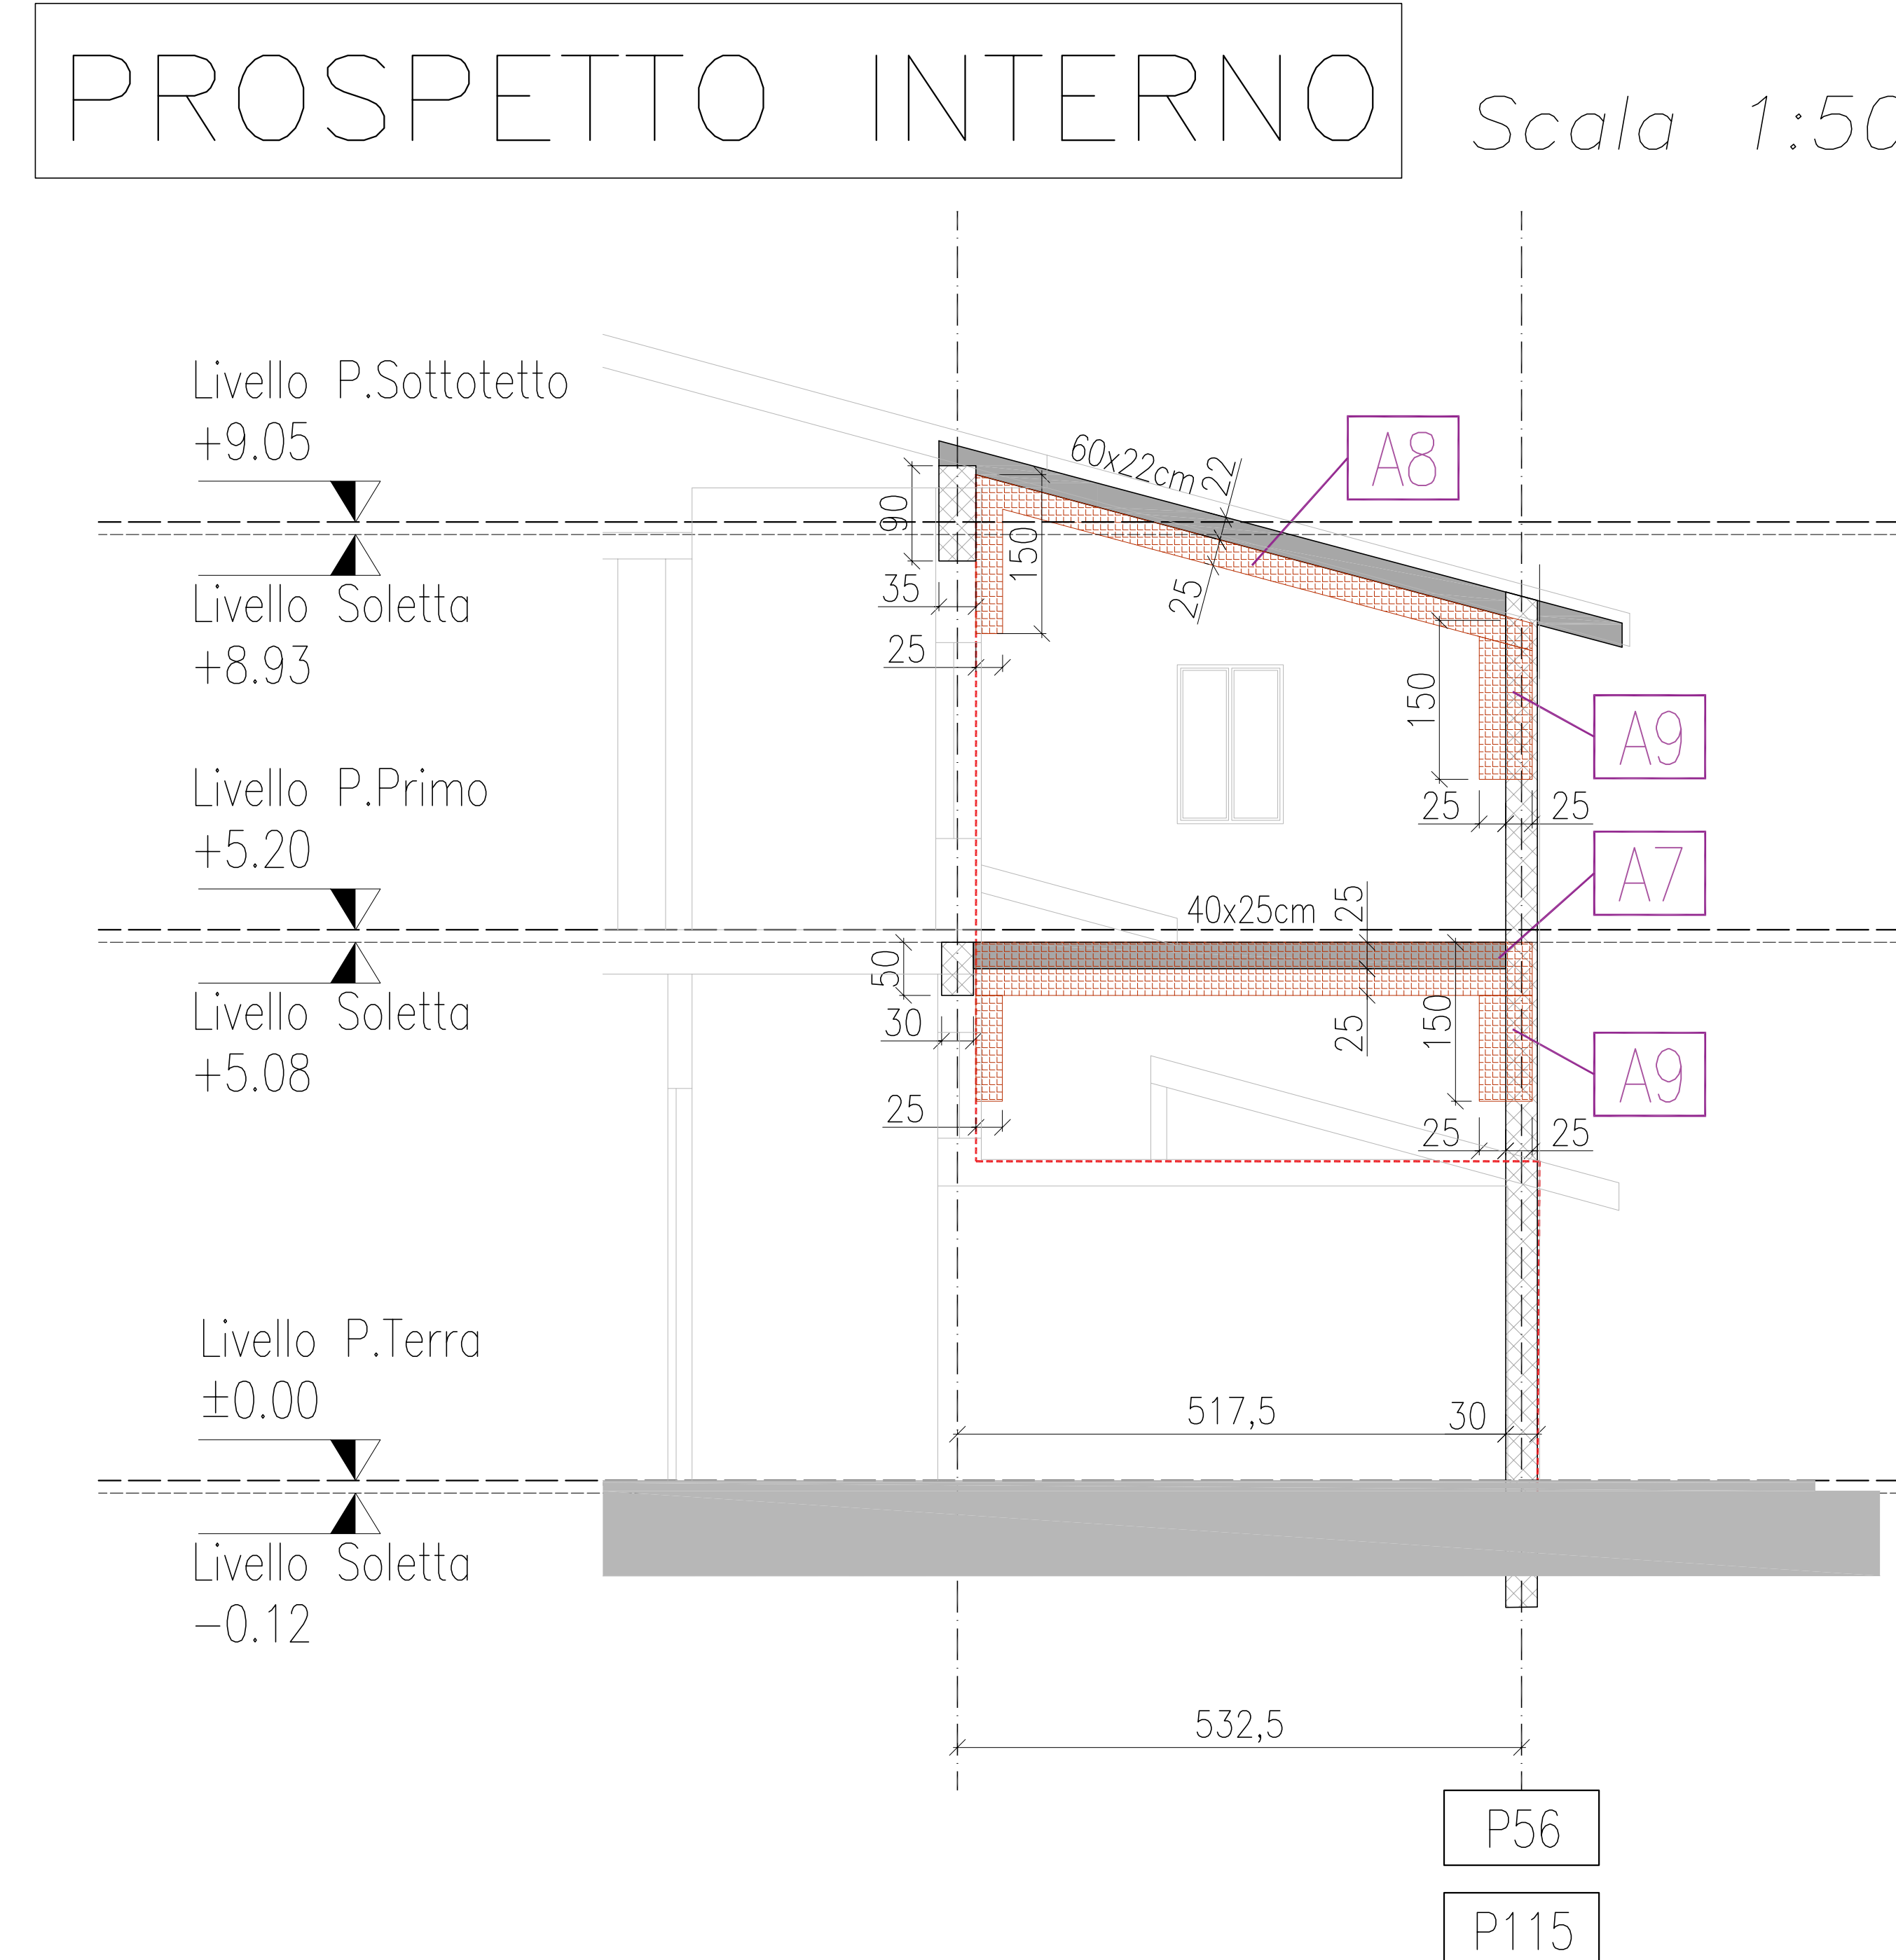 PROSPETTO INTERNO
Scala 1:50
Livello P.Sottotetto
+9.05
Livello Soletta
+8.93
Livello P.Primo
+5.20
Livello Soletta
+5.08
Livello P.Terra
±0.00
Livello Soletta
-0.12
60x22cm
22
A8
90
150
35
25
25
150
A9
25
25
A7
40x25cm
25
50
30
25
150
A9
25
25
25
517,5
30
532,5
P56
P115